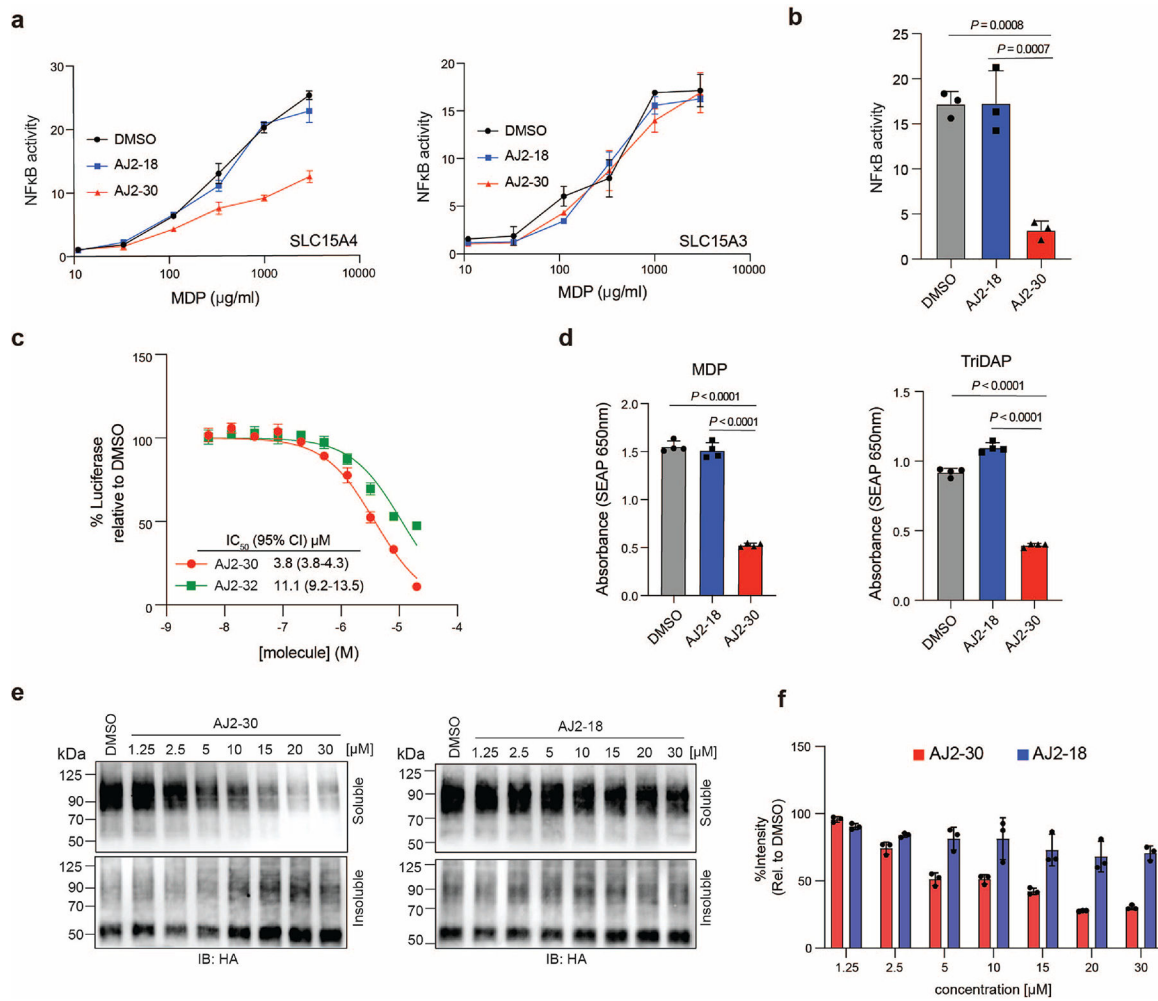 a
NFκB activity
30
20
10
0
10
100
1000
10000
MDP (µg/ml)
DMSO
AJ2-18
AJ2-30
SLC15A4
NFκB activity
20
15
10
5
0
10
100
1000
10000
MDP (µg/ml)
DMSO
AJ2-18
AJ2-30
SLC15A3
b
P = 0.0008
P = 0.0007
NFκB activity
25
20
15
10
5
0
DMSO
AJ2-18
AJ2-30
c
% Luciferase
relative to DMSO
150
100
50
0
IC50 (95% CI) µM
AJ2-30 3.8 (3.8-4.3)
AJ2-32 11.1 (9.2-13.5)
-9
-8
-7
-6
-5
-4
[molecule] (M)
d
MDP
P < 0.0001
P < 0.0001
Absorbance (SEAP 650nm)
2.0
1.5
1.0
0.5
0.0
DMSO
AJ2-18
AJ2-30
TriDAP
P < 0.0001
P < 0.0001
Absorbance (SEAP 650nm)
1.5
1.0
0.5
0.0
DMSO
AJ2-18
AJ2-30
e
AJ2-30
kDa DMSO 1.25 2.5 5 10 15 20 30 [µM]
125
90
70
50
Soluble
125
90
70
50
Insoluble
IB: HA
AJ2-18
kDa DMSO 1.25 2.5 5 10 15 20 30 [µM]
125
90
70
50
Soluble
125
90
70
50
Insoluble
IB: HA
f
AJ2-30 AJ2-18
%Intensity
(Rel. to DMSO)
150
100
50
0
1.25 2.5 5 10 15 20 30
concentration [µM]